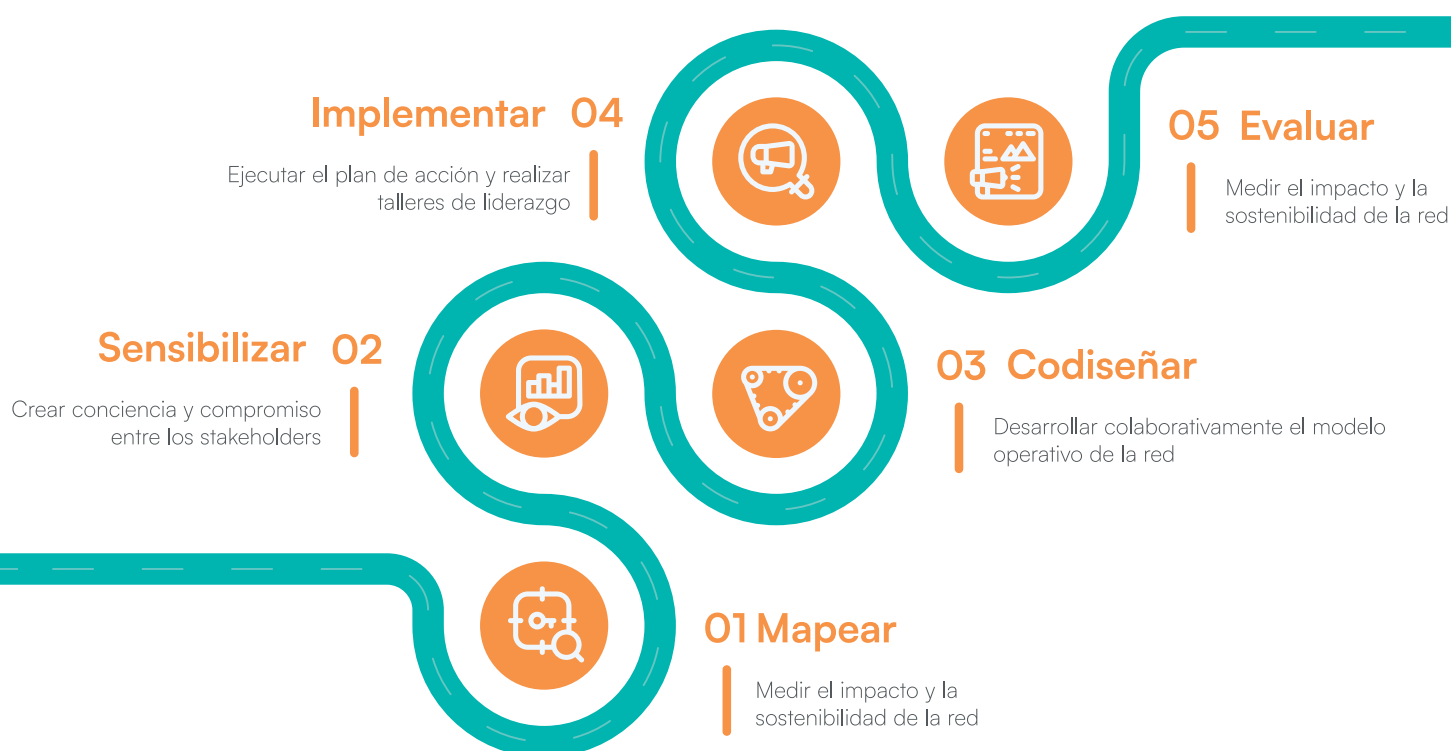 Implementar 04
Ejecutar el plan de acción y realizar
talleres de liderazgo
05 Evaluar
Medir el impacto y la
sostenibilidad de la red
Sensibilizar 02
Crear conciencia y compromiso
entre los stakeholders
03 Codiseñar
Desarrollar colaborativamente el modelo
operativo de la red
01 Mapear
Medir el impacto y la
sostenibilidad de la red